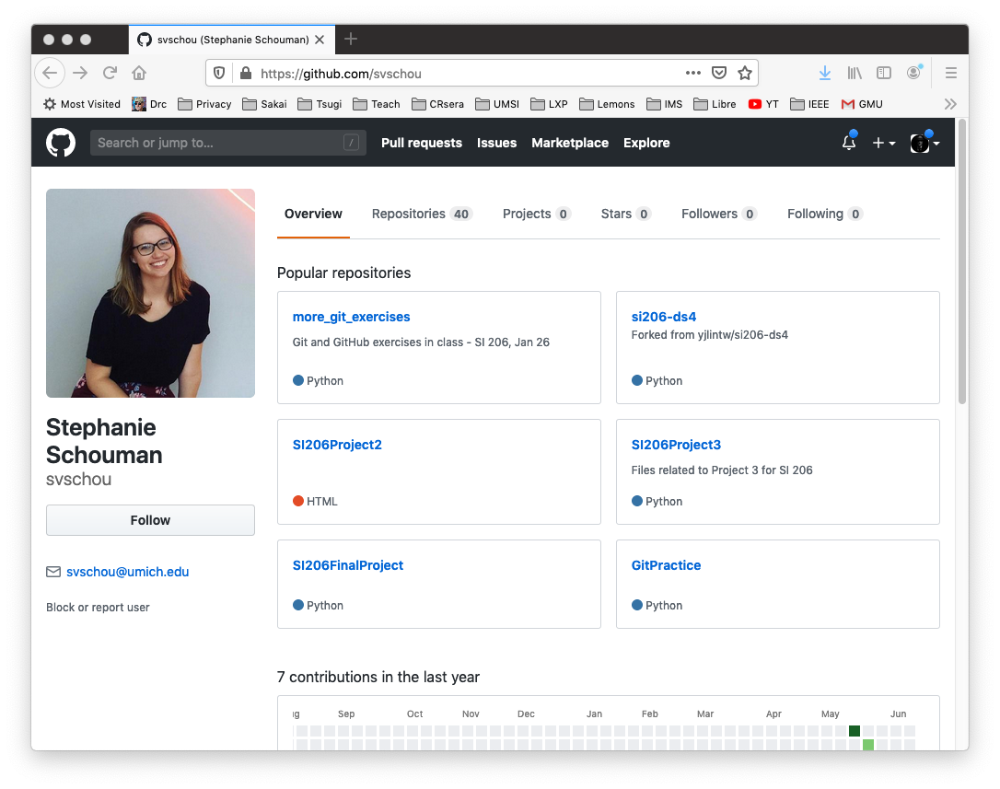 svschou (Stephanie Schouman)
https://github.com/svschou
Most Visited Drc Privacy Sakai Tsugi Teach CRsera UMSI LXP Lemons IMS Libre YT IEEE GMU
Search or jump to... / Pull requests Issues Marketplace Explore
Overview Repositories 40 Projects 0 Stars 0 Followers 0 Following 0
Stephanie
Schouman
svschou
Follow
svschou@umich.edu
Block or report user
Popular repositories
more_git_exercises
Git and GitHub exercises in class - SI 206, Jan 26
Python
si206-ds4
Forked from yjlintw/si206-ds4
Python
SI206Project2
HTML
SI206Project3
Files related to Project 3 for SI 206
Python
SI206FinalProject
Python
GitPractice
Python
7 contributions in the last year
Sep Oct Nov Dec Jan Feb Mar Apr May Jun